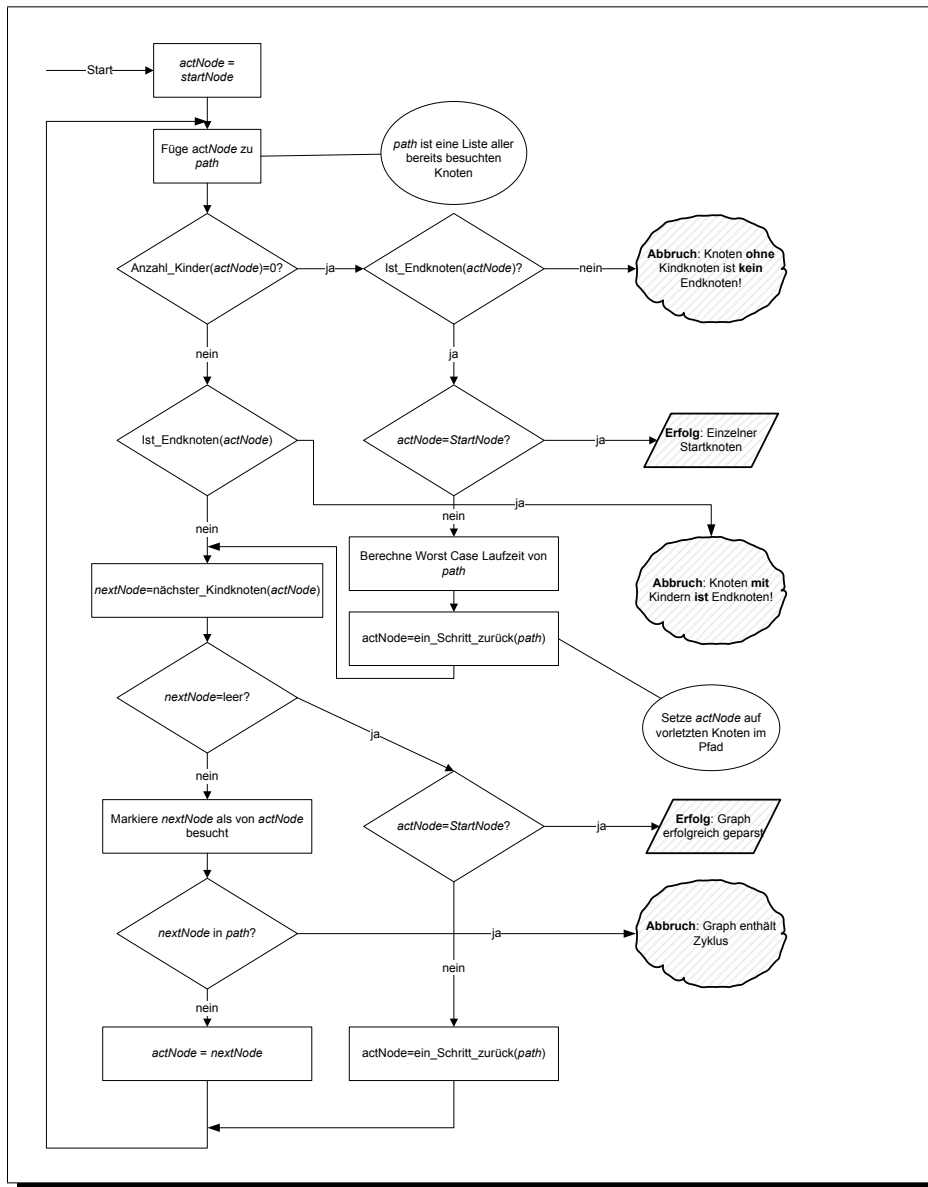 Start
actNode =
startNode
Füge actNode zu
path
path ist eine Liste aller
bereits besuchten
Knoten
Anzahl_Kinder(actNode)=0?
ja
Ist_Endknoten(actNode)?
nein
Abbruch: Knoten ohne
Kindknoten ist kein
Endknoten!
nein
ja
Ist_Endknoten(actNode)
actNode=StartNode?
ja
Erfolg: Einzelner
Startknoten
ja
nein
nein
Berechne Worst Case Laufzeit von
path
Abbruch: Knoten mit
Kindern ist Endknoten!
nextNode=nächster_Kindknoten(actNode)
actNode=ein_Schritt_zurück(path)
nextNode=leer?
Setze actNode auf
vorletzten Knoten im
Pfad
ja
nein
Markiere nextNode als von actNode
besucht
actNode=StartNode?
ja
Erfolg: Graph
erfolgreich geparst
nextNode in path?
ja
Abbruch: Graph enthält
Zyklus
nein
nein
actNode = nextNode
actNode=ein_Schritt_zurück(path)